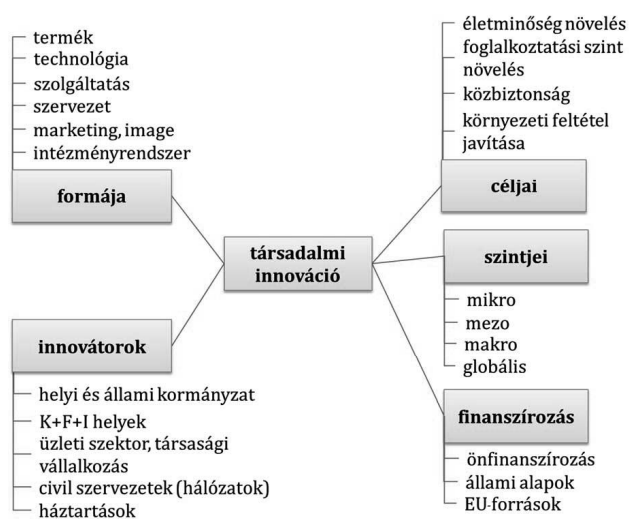 termék
technológia
szolgáltatás
szervezet
marketing, image
intézményrendszer
formája
innovátorok
helyi és állami kormányzat
K+F+I helyek
üzleti szektor, társasági
vállalkozás
civil szervezetek (hálózatok)
háztartások
társadalmi
innováció
életminőség növelés
foglalkoztatási szint
növelés
közbiztonság
környezeti feltétel
javítása
céljai
szintjei
mikro
mezo
makro
globális
finanszírozás
önfinanszírozás
állami alapok
EU-források